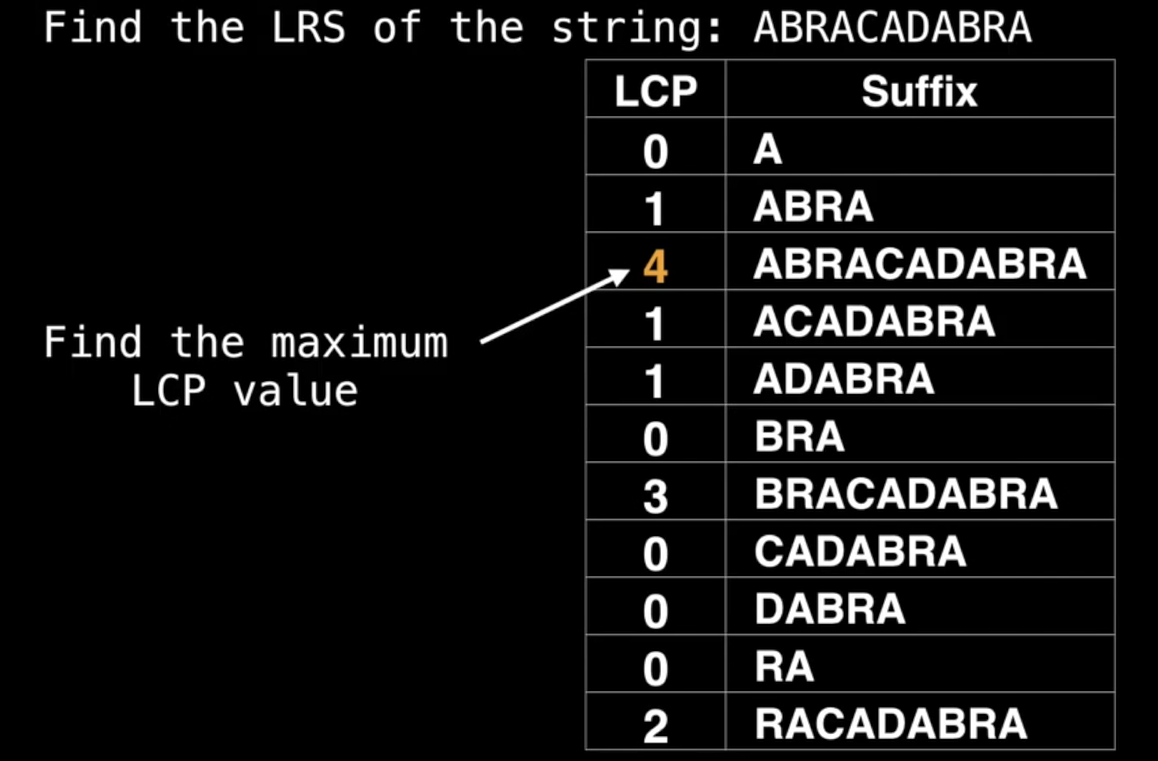 Find the LRS of the string: ABRACADABRA
LCP Suffix
0 A
1 ABRA
4 ABRACADABRA
1 ACADABRA
1 ADABRA
0 BRA
3 BRACADABRA
0 CADABRA
0 DABRA
0 RA
2 RACADABRA
Find the maximum
LCP value